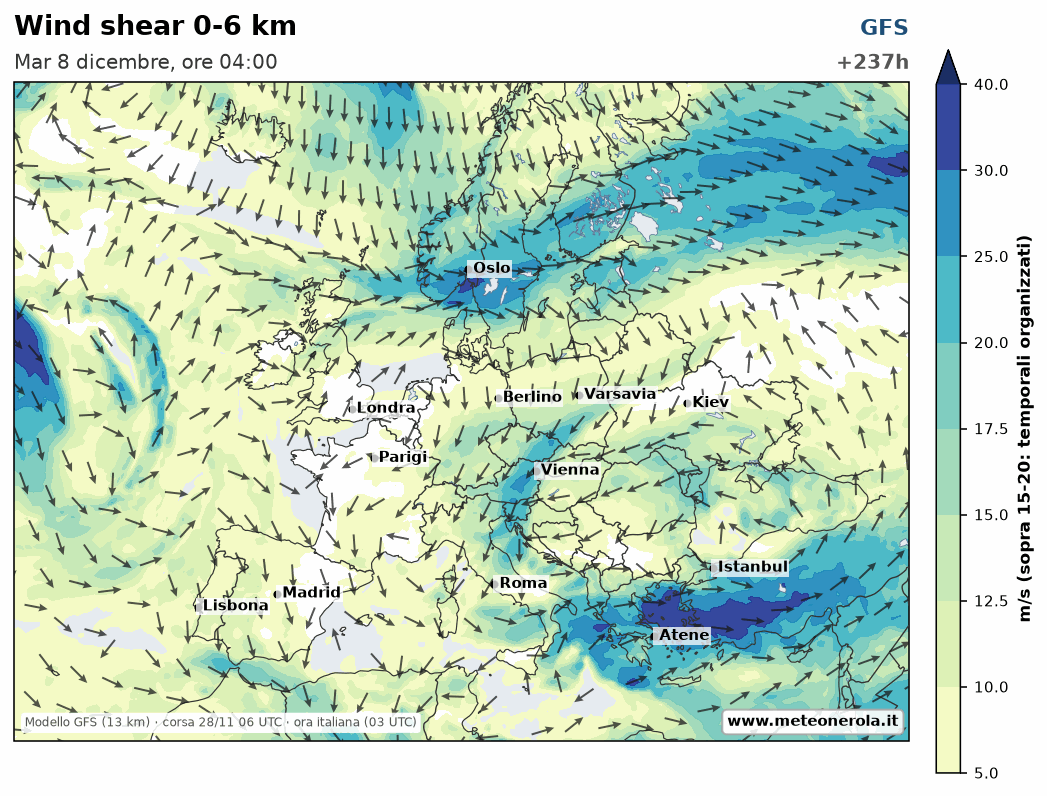 Wind shear 0-6 km
GFS
Mar 8 dicembre, ore 04:00
+237h
40.0
30.0
25.0
20.0
17.5
15.0
12.5
10.0
5.0
m/s (sopra 15-20: temporali organizzati)
Oslo
Berlino
Varsavia
Kiev
Londra
Parigi
Vienna
Istanbul
Roma
Madrid
Lisbona
Atene
Modello GFS (13 km) · corsa 28/11 06 UTC · ora italiana (03 UTC)
www.meteonerola.it